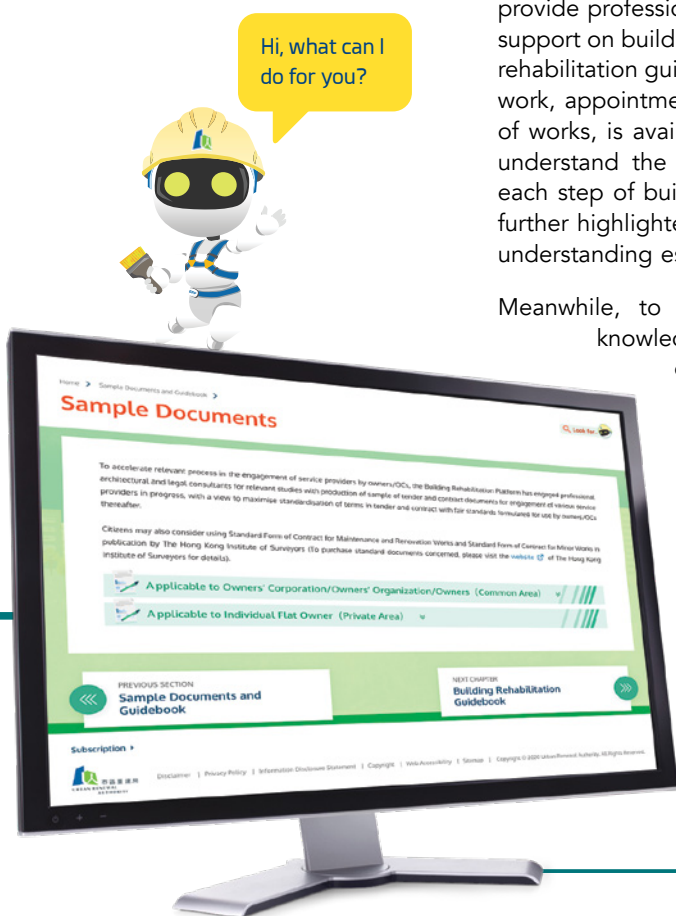 Hi, what can I
do for you?
provide professio
support on build
rehabilitation gui
work, appointme
of works, is avai
understand the
each step of bui
further highlighte
understanding es
Meanwhile, to
knowled
Home > Sample Documents and Guidebook >
Sample Documents
Look for
To accelerate relevant process in the engagement of service providers by owners/OCs, the Building Rehabilitation Platform has engaged professional
architectural and legal consultants for relevant studies with production of sample of tender and contract documents for engagement of various service
providers in progress, with a view to maximise standardisation of terms in tender and contract with fair standards formulated for use by owners/OCs
thereafter.
Citizens may also consider using Standard Form of Contract for Maintenance and Renovation Works and Standard Form of Contract for Minor Works in
publication by The Hong Kong Institute of Surveyors (To purchase standard documents concerned, please visit the website of The Hong Kong
Institute of Surveyors for details).
Applicable to Owners' Corporation/Owners' Organization/Owners (Common Area)
Applicable to Individual Flat Owner (Private Area)
PREVIOUS SECTION
Sample Documents and
Guidebook
NEXT CHAPTER
Building Rehabilitation
Guidebook
Subscription
市區重建局
URBAN RENEWAL
AUTHORITY
Disclaimer | Privacy Policy | Information Disclosure Statement | Copyright | Web Accessibility | Sitemap | Copyright © 2020 Urban Renewal Authority. All Rights Reserved.